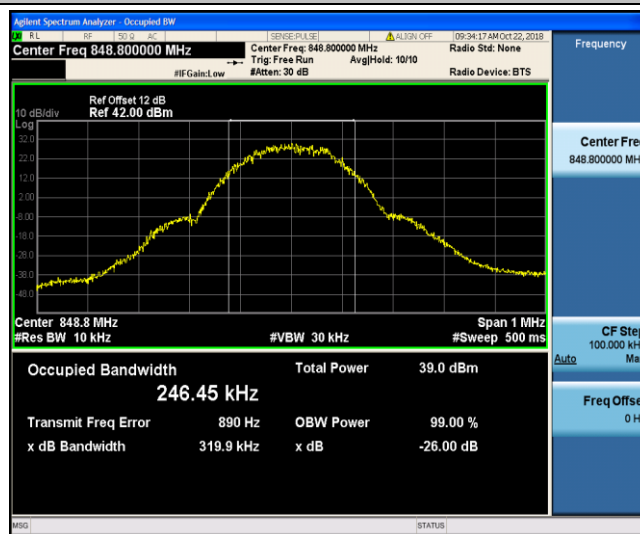 Agilent Spectrum Analyzer - Occupied BW
RL RF 50 Ω AC SENSE:PULSE ALIGN OFF 09:34:17 AM Oct 22, 2018
Center Freq 848.800000 MHz Center Freq: 848.800000 MHz Radio Std: None Frequency
Trig: Free Run Avg|Hold: 10/10
#IFGain:Low #Atten: 30 dB Radio Device: BTS
Ref Offset 12 dB
10 dB/div Ref 42.00 dBm
Log
32.0
22.0
12.0
2.00
-8.00
-18.0
-28.0
-38.0
-48.0
Center Fre
848.800000 MH
Center 848.8 MHz Span 1 MHz
#Res BW 10 kHz #VBW 30 kHz #Sweep 500 ms
CF Ste
100.000 kH
Auto Ma
Occupied Bandwidth Total Power 39.0 dBm
246.45 kHz
Transmit Freq Error 890 Hz OBW Power 99.00 %
x dB Bandwidth 319.9 kHz x dB -26.00 dB
Freq Offse
0 H
MSG STATUS